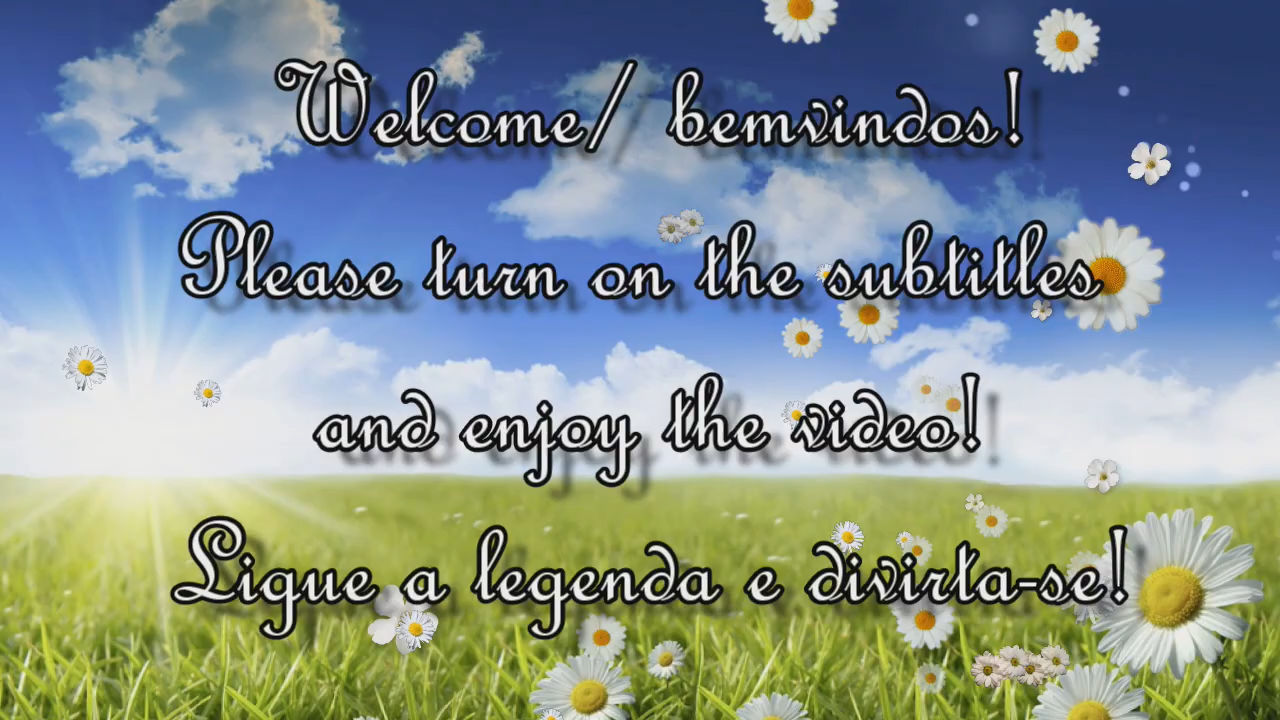 Welcome/ bemvindos!
Please turn on the subtitles
and enjoy the video!
Ligue a legenda e divirta-se!